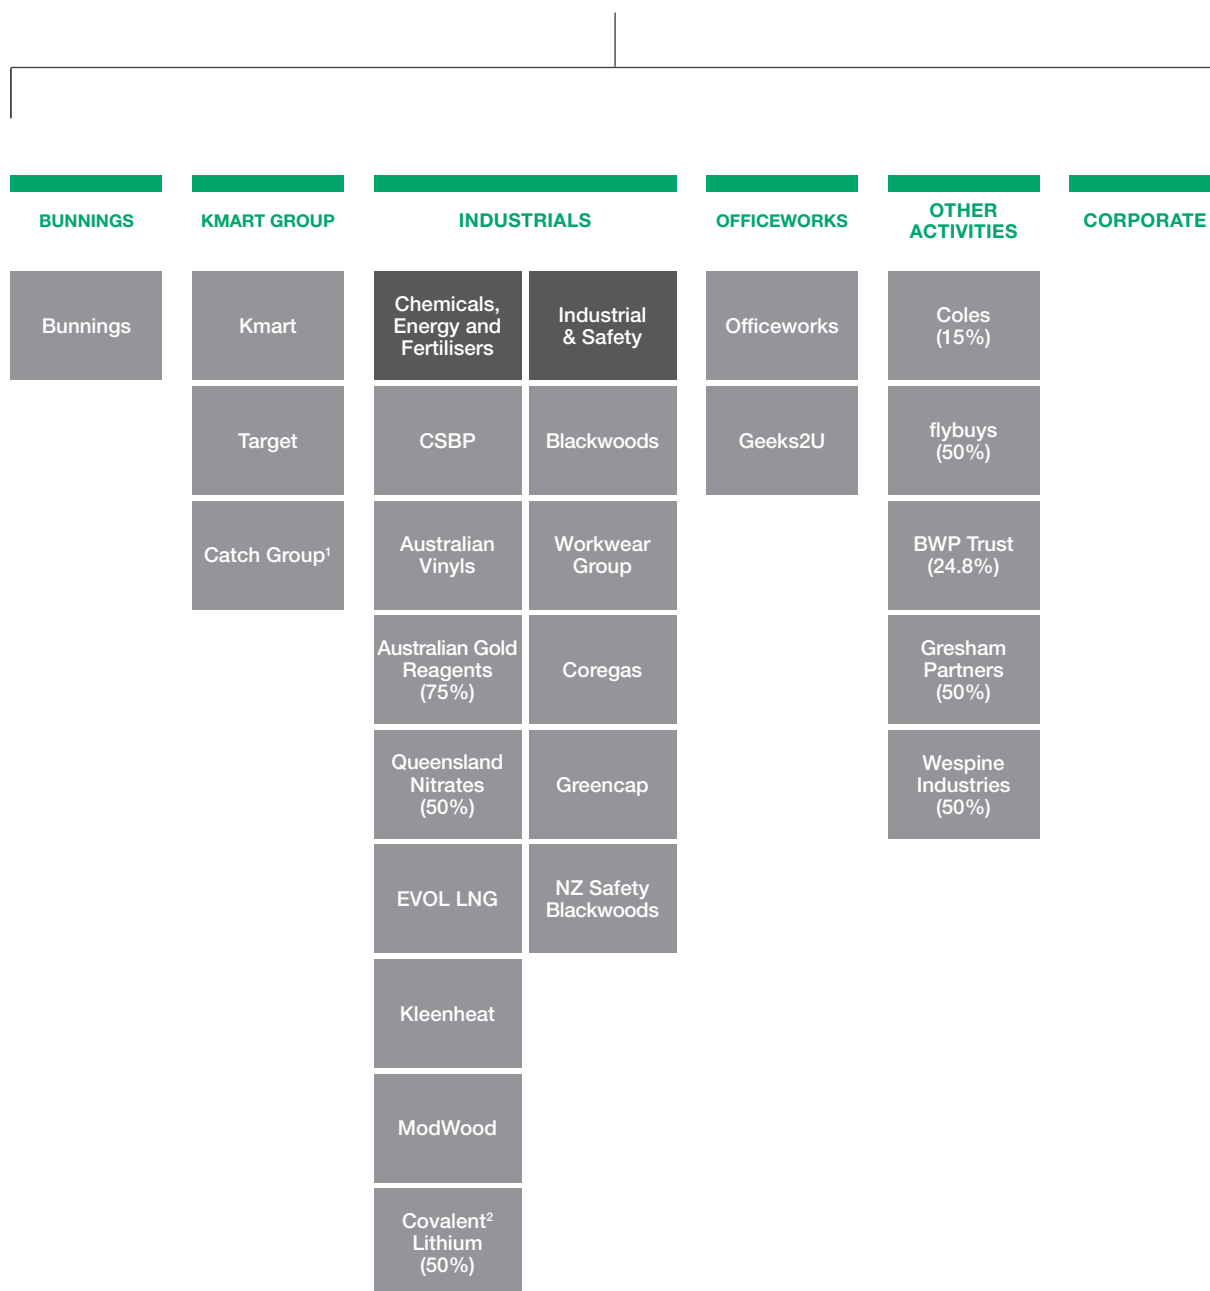 BUNNINGS
KMART GROUP
INDUSTRIALS
OFFICEWORKS
OTHER
ACTIVITIES
CORPORATE
Bunnings
Kmart
Target
Catch Group¹
Chemicals,
Energy and
Fertilisers
CSBP
Australian
Vinyls
Australian Gold
Reagents
(75%)
Queensland
Nitrates
(50%)
EVOL LNG
Kleenheat
ModWood
Covalent²
Lithium
(50%)
Industrial
& Safety
Blackwoods
Workwear
Group
Coregas
Greencap
NZ Safety
Blackwoods
Officeworks
Geeks2U
Coles
(15%)
flybuys
(50%)
BWP Trust
(24.8%)
Gresham
Partners
(50%)
Wespine
Industries
(50%)